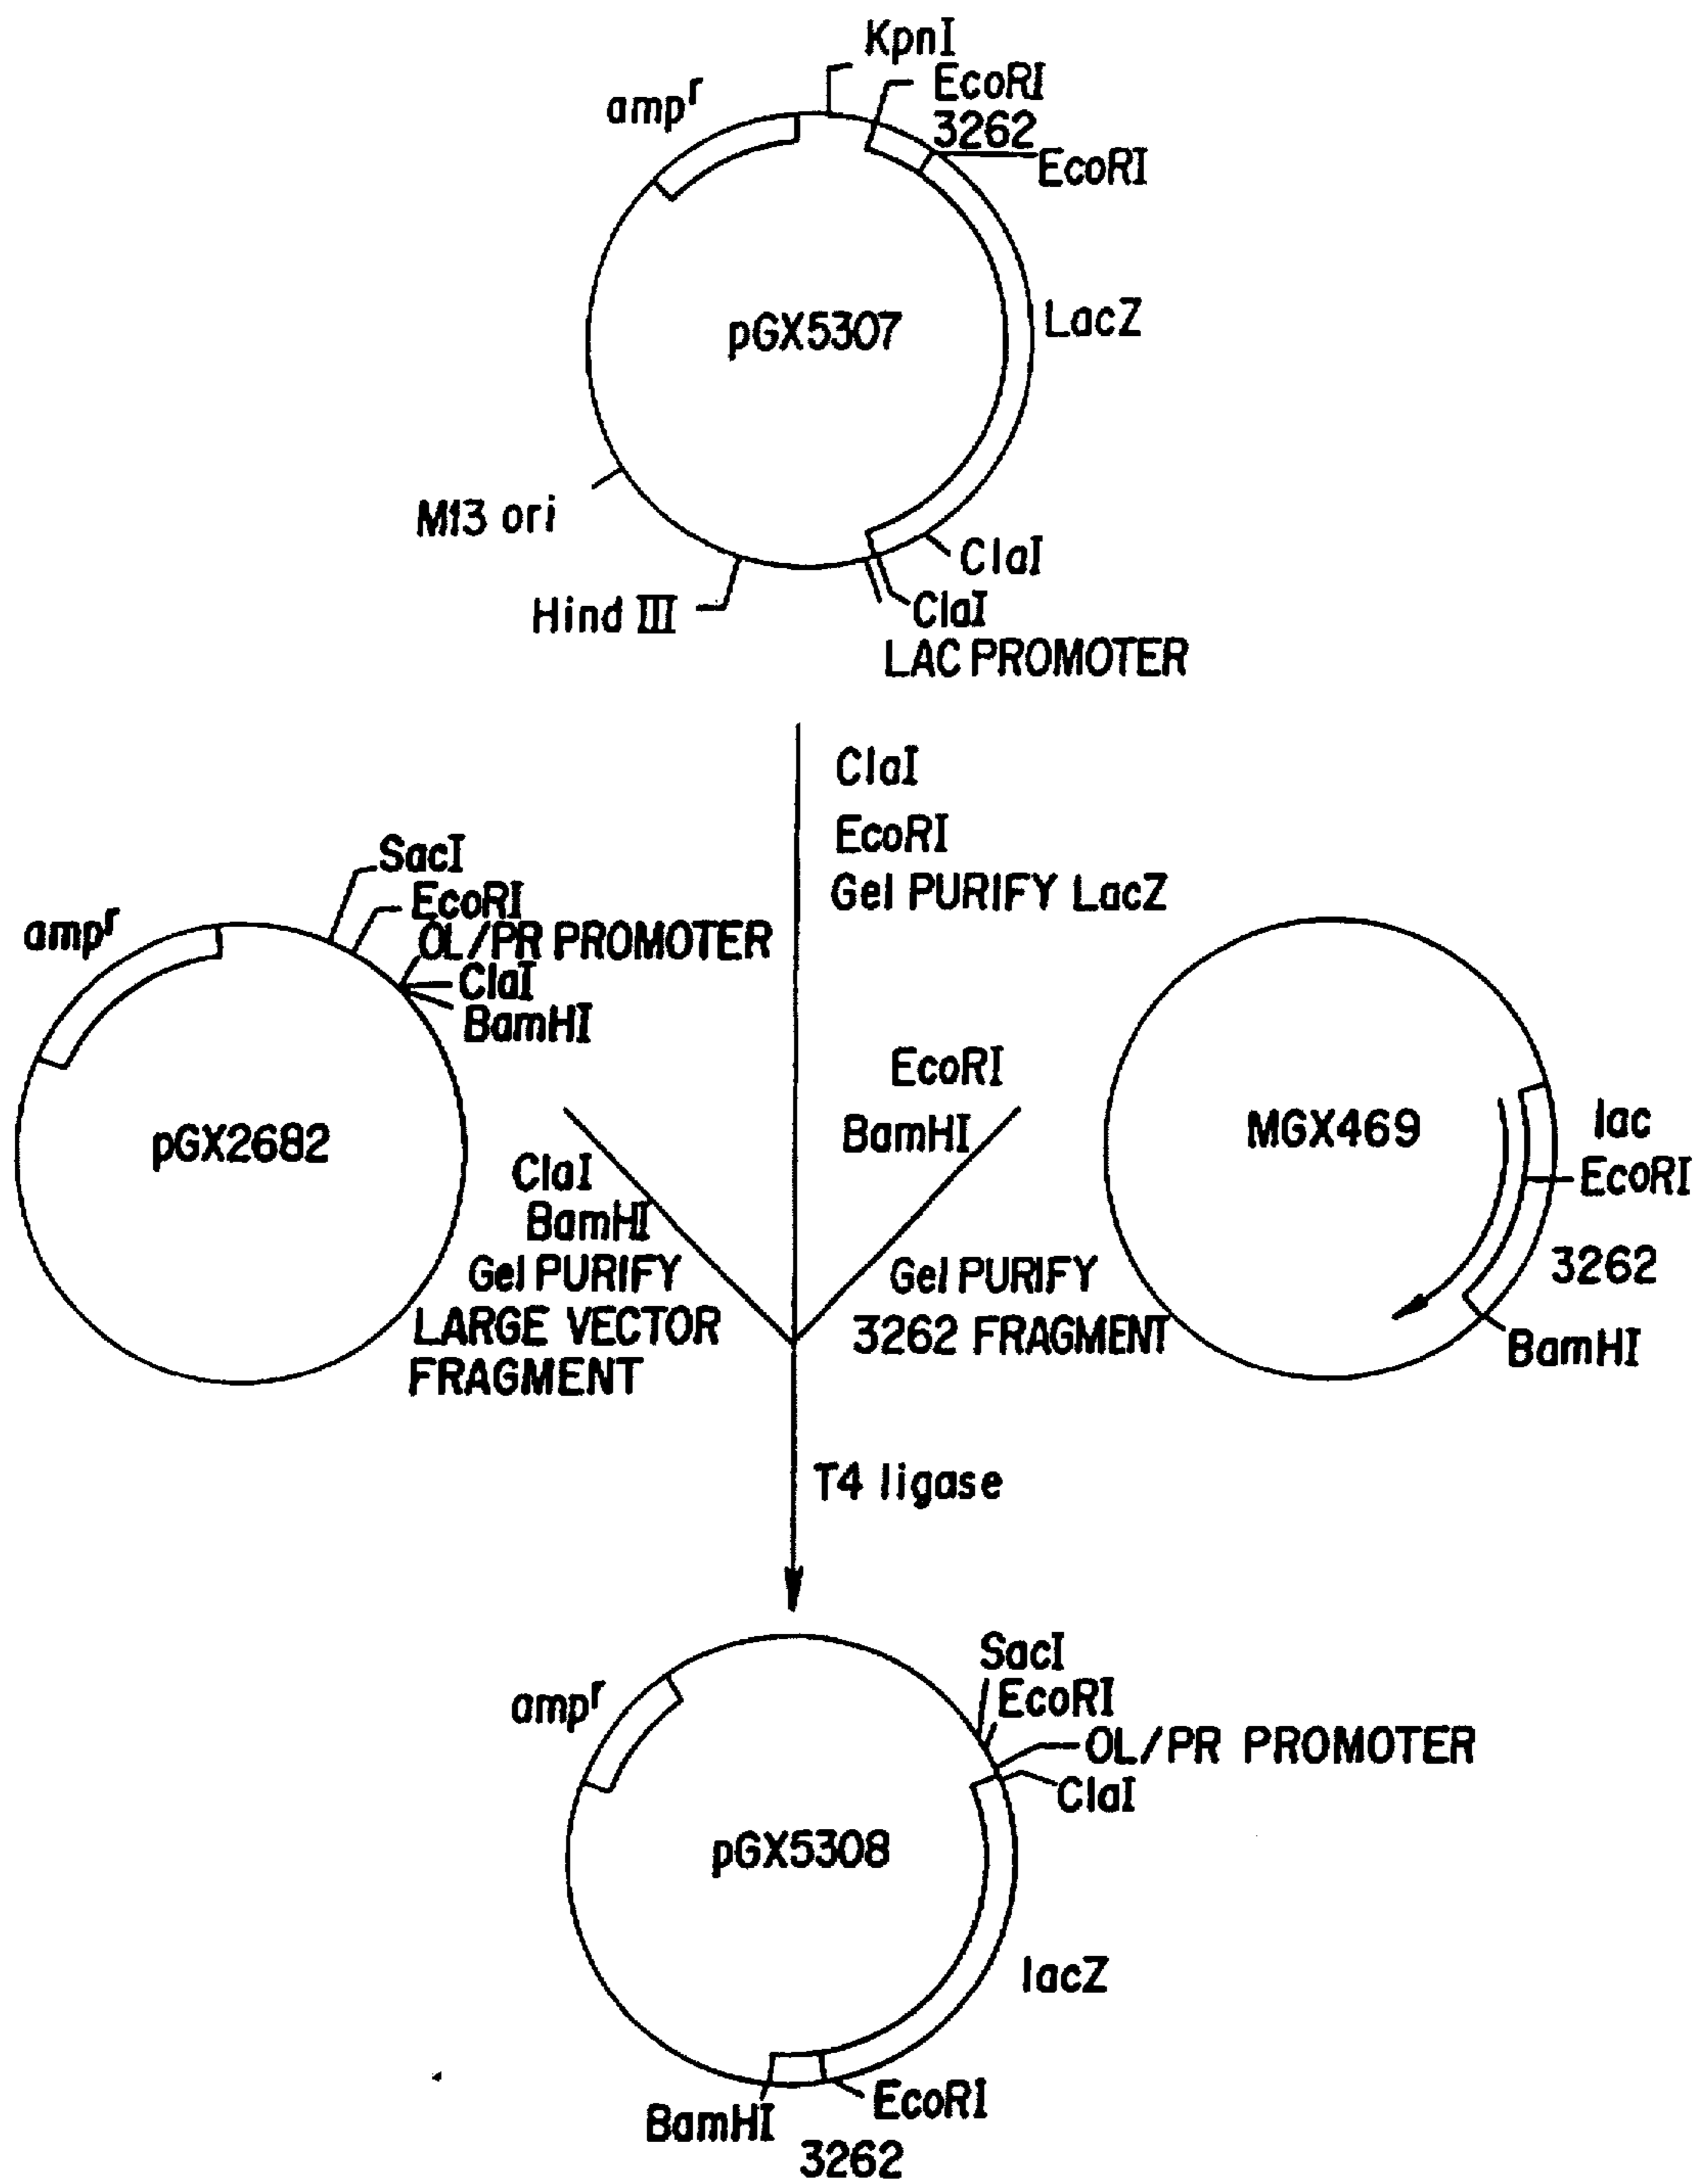 KpnI
EcoRI
3262
EcoRI
ampr
pGX5307
LacZ
M13 ori
ClaI
Hind III
ClaI
LAC PROMOTER
ClaI
EcoRI
Gel PURIFY LacZ
SacI
EcoRI
OL/PR PROMOTER
ClaI
BamHI
ampr
pGX2682
ClaI
BamHI
Gel PURIFY
LARGE VECTOR
FRAGMENT
EcoRI
BamHI
Gel PURIFY
3262 FRAGMENT
MGX469
lac
EcoRI
3262
BamHI
T4 ligase
SacI
EcoRI
OL/PR PROMOTER
ClaI
ampr
pGX5308
lacZ
EcoRI
BamHI
3262